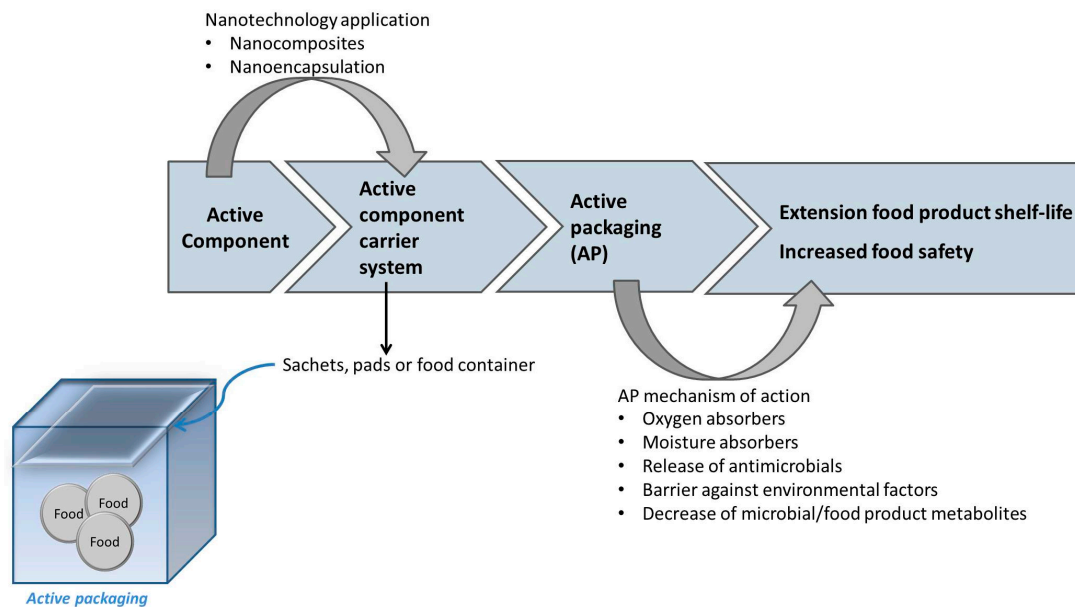 Nanotechnology application
• Nanocomposites
• Nanoencapsulation
Active
Component
Active
component
carrier
system
Active
packaging
(AP)
Extension food product shelf-life
Increased food safety
Sachets, pads or food container
AP mechanism of action
• Oxygen absorbers
• Moisture absorbers
• Release of antimicrobials
• Barrier against environmental factors
• Decrease of microbial/food product metabolites
Food
Food
Food
Active packaging